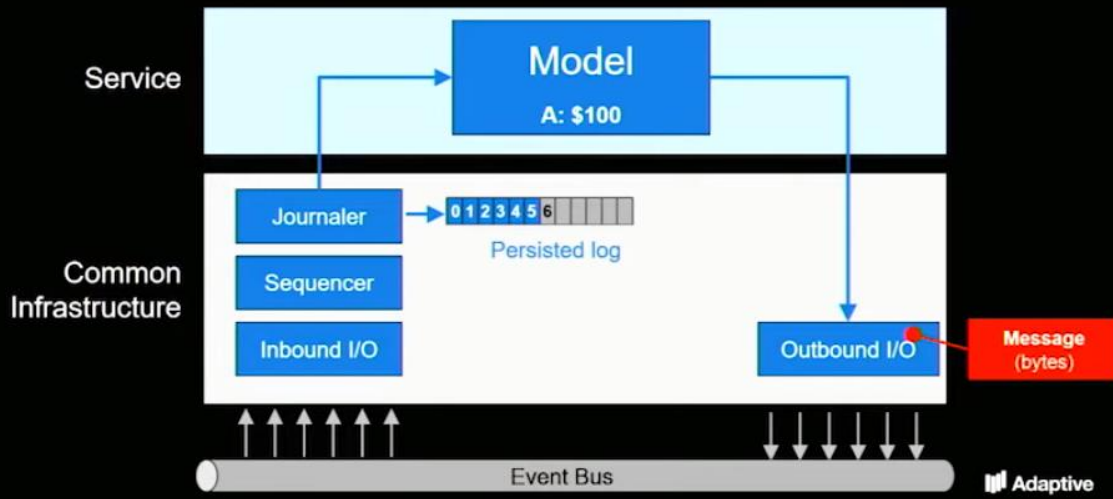 Service
Model
A: $100
Journaler
0 1 2 3 4 5 6
Persisted log
Common
Infrastructure
Sequencer
Inbound I/O
Outbound I/O
Message
(bytes)
Event Bus
Adaptive